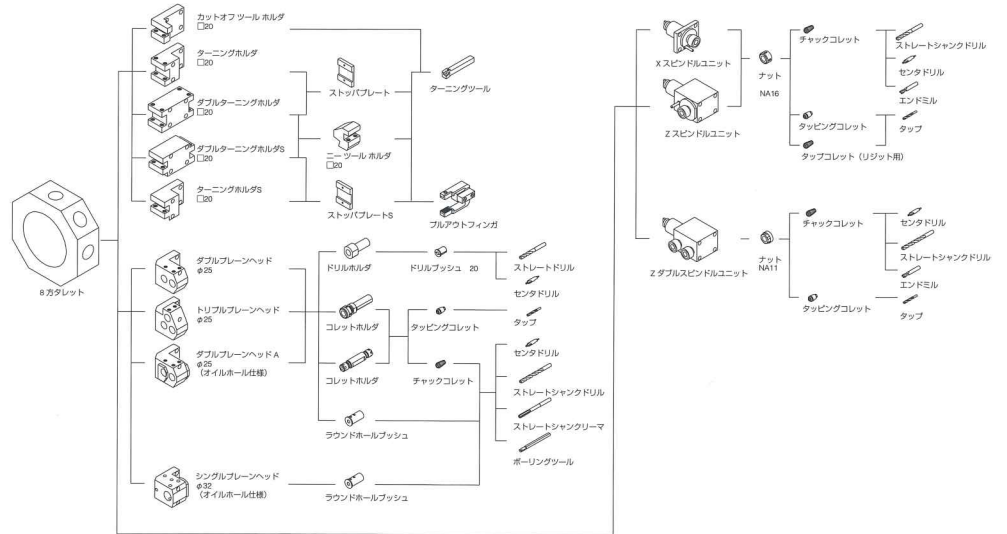 カットオフ ツール ホルダ
□20
ターニングホルダ
□20
ダブルターニングホルダ
□20
ダブルターニングホルダS
□20
ターニングホルダS
□20
ストッパプレート
ニー ツール ホルダ
□20
ストッパプレートS
ターニングツール
プルアウトフィンガ
8方タレット
ダブルプレーンヘッド
φ25
トリプルプレーンヘッド
φ25
ダブルプレーンヘッド A
φ25
(オイルホール仕様)
シングルプレーンヘッド
φ32
(オイルホール仕様)
ドリルホルダ
コレットホルダ
コレットホルダ
ラウンドホールブッシュ
ラウンドホールブッシュ
ドリルブッシュ 20
タッピングコレット
チャックコレット
ストレートドリル
センタドリル
タップ
センタドリル
ストレートシャンクドリル
ストレートシャンクリーマ
ボーリングツール
X スピンドルユニット
Z スピンドルユニット
ナット
NA16
チャックコレット
タッピングコレット
タップコレット(リジット用)
ストレートシャンクドリル
センタドリル
エンドミル
タップ
Z ダブルスピンドルユニット
ナット
NA11
チャックコレット
タッピングコレット
センタドリル
ストレートシャンクドリル
エンドミル
タップ